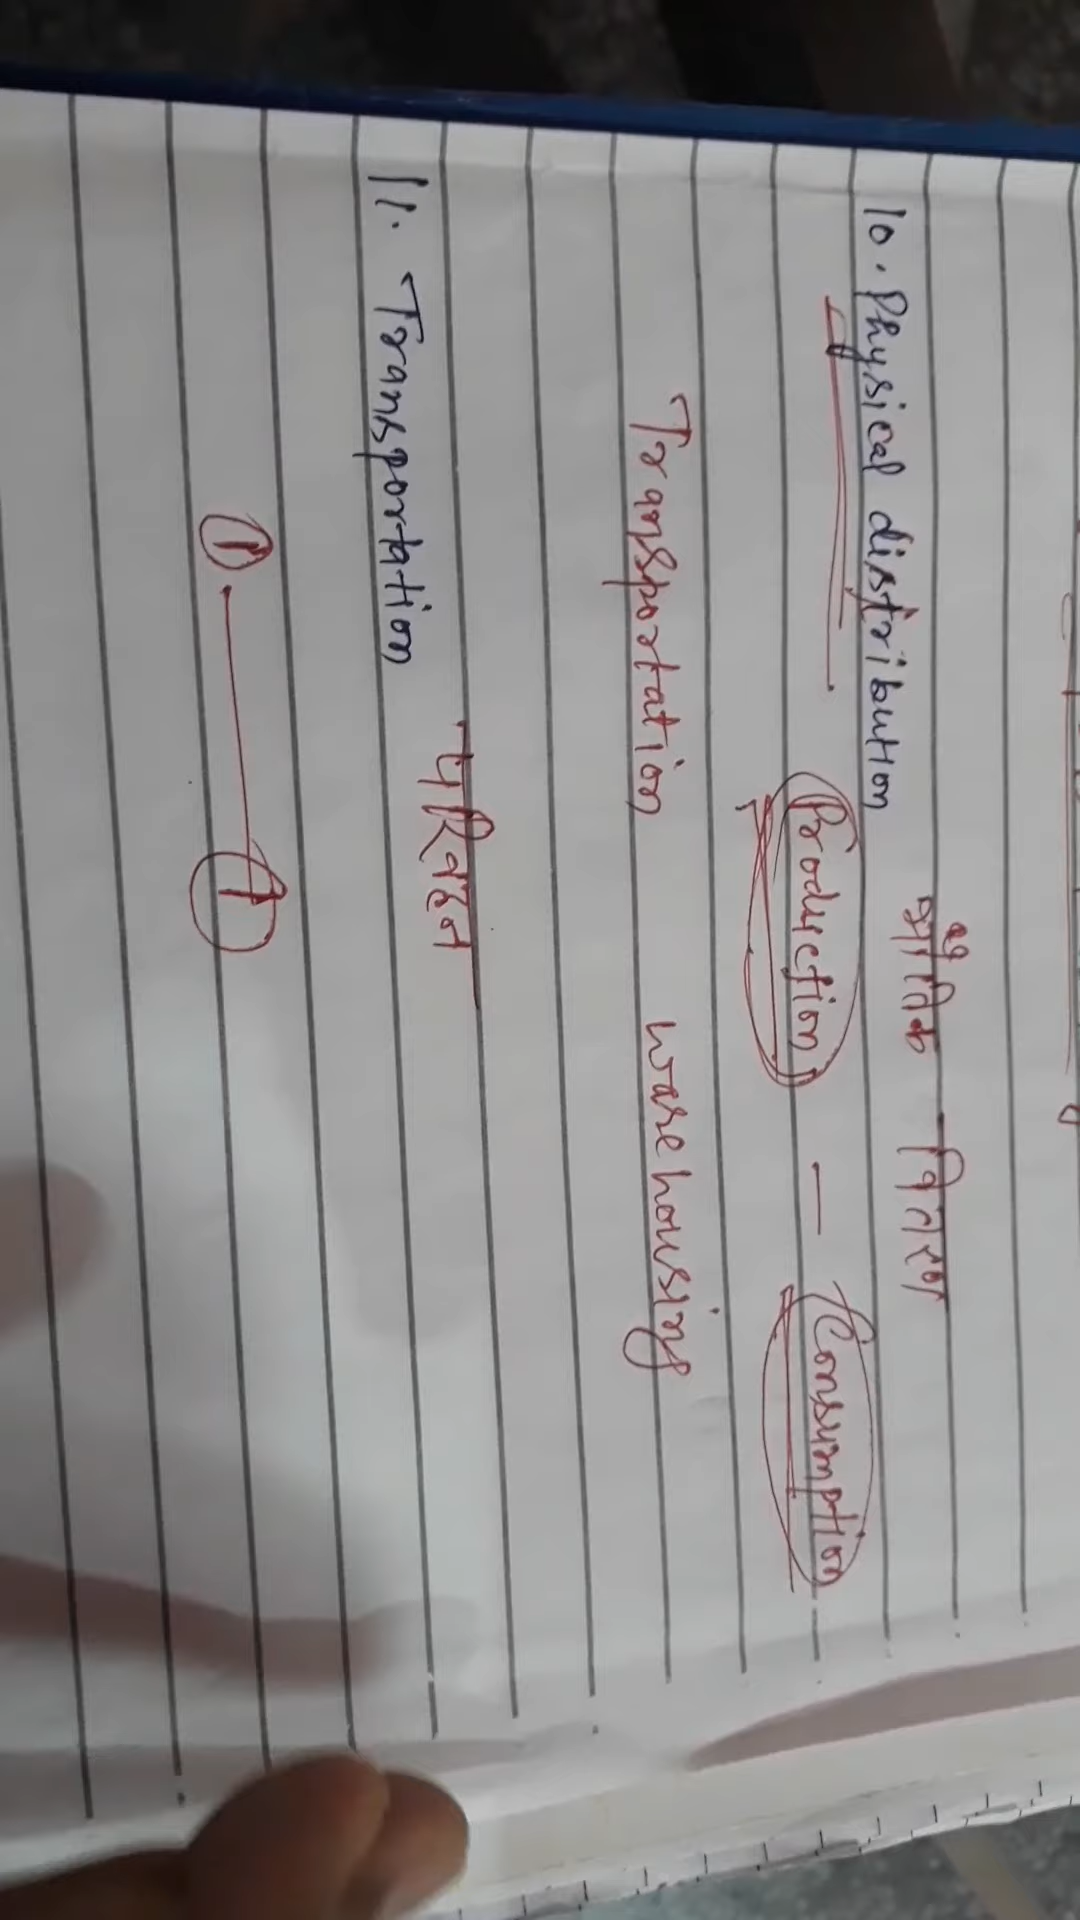 10. Physical distribution
भौतिक वितरण
Production — Consumption
Transportation warehousing
11. Transportation
परिवहन